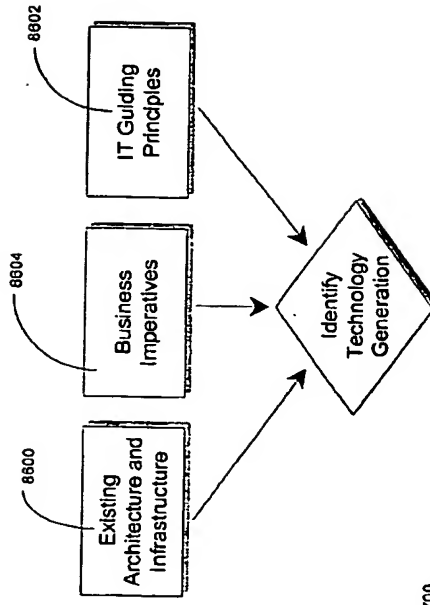 8600
8604
8602
Existing
Architecture and
Infrastructure
Business
Imperatives
IT Guiding
Principles
Identify
Technology
Generation